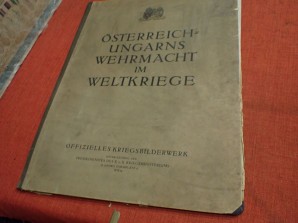 ÖSTERREICH-
UNGARNS
WEHRMACHT
IM
WELTKRIEGE
OFFIZIELLES KRIEGSBILDERWERK